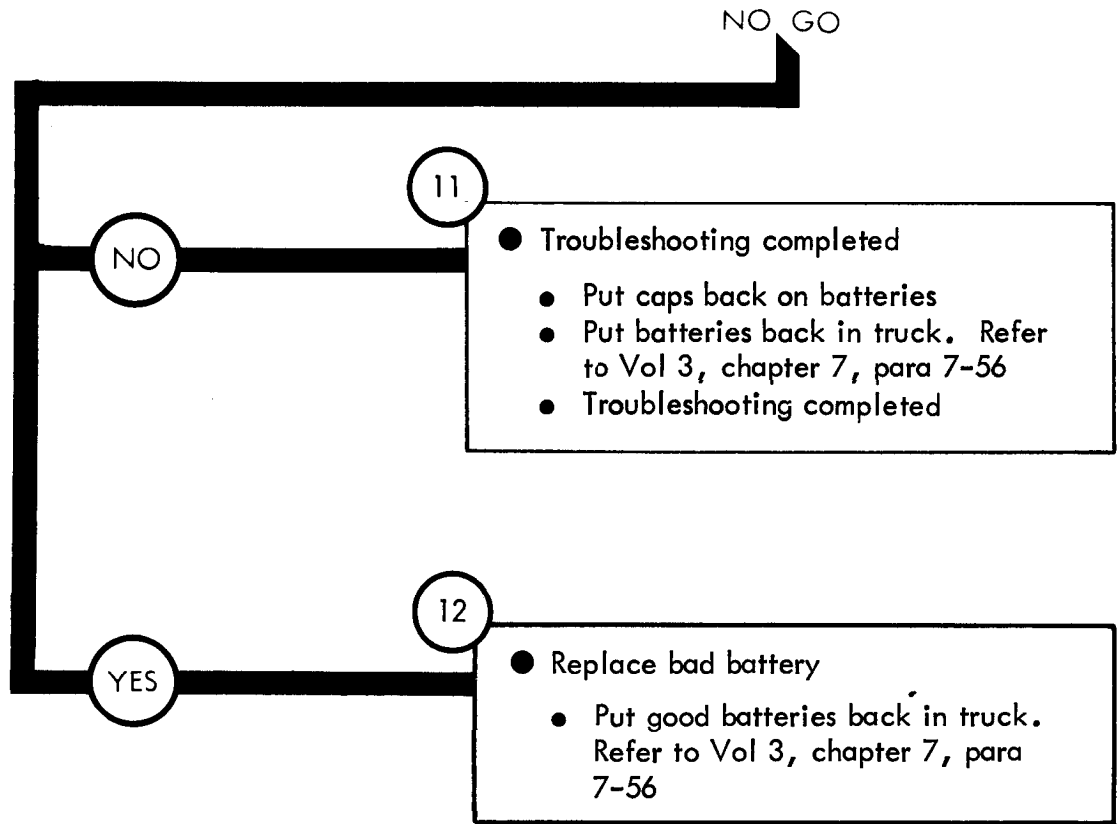 NO GO
11
NO
● Troubleshooting completed
● Put caps back on batteries
● Put batteries back in truck. Refer
to Vol 3, chapter 7, para 7-56
● Troubleshooting completed
12
YES
● Replace bad battery
● Put good batteries back in truck.
Refer to Vol 3, chapter 7, para
7-56